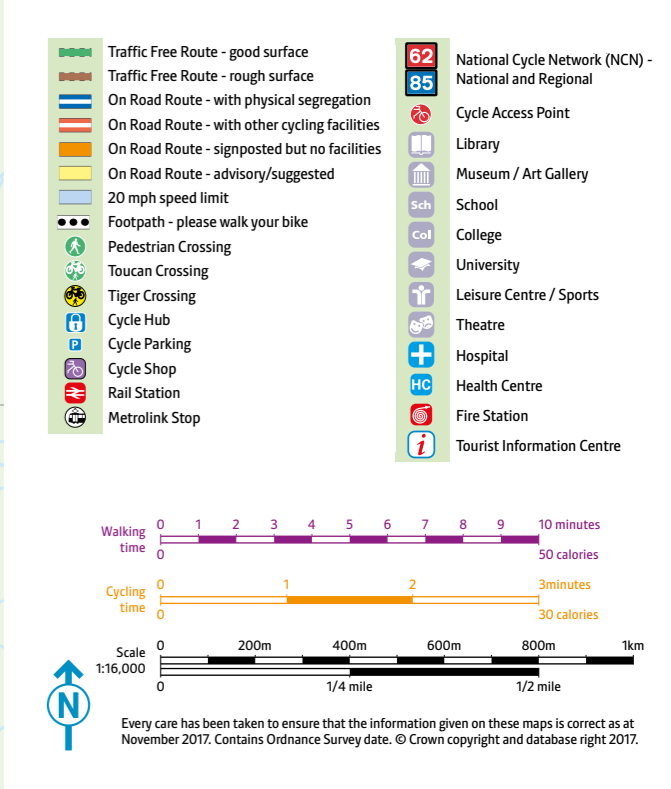 Traffic Free Route - good surface
Traffic Free Route - rough surface
On Road Route - with physical segregation
On Road Route - with other cycling facilities
On Road Route - signposted but no facilities
On Road Route - advisory/suggested
20 mph speed limit
Footpath - please walk your bike
Pedestrian Crossing
Toucan Crossing
Tiger Crossing
Cycle Hub
P Cycle Parking
Cycle Shop
Rail Station
Metrolink Stop
62
85
National Cycle Network (NCN) -
National and Regional
Cycle Access Point
Library
Museum / Art Gallery
Sch School
Col College
University
Leisure Centre / Sports
Theatre
Hospital
HC Health Centre
Fire Station
i Tourist Information Centre
Walking
time
0 1 2 3 4 5 6 7 8 9 10 minutes
0 50 calories
Cycling
time
0 1 2 3minutes
0 30 calories
Scale
1:16,000
0 200m 400m 600m 800m 1km
0 1/4 mile 1/2 mile
N
Every care has been taken to ensure that the information given on these maps is correct as at
November 2017. Contains Ordnance Survey date. © Crown copyright and database right 2017.